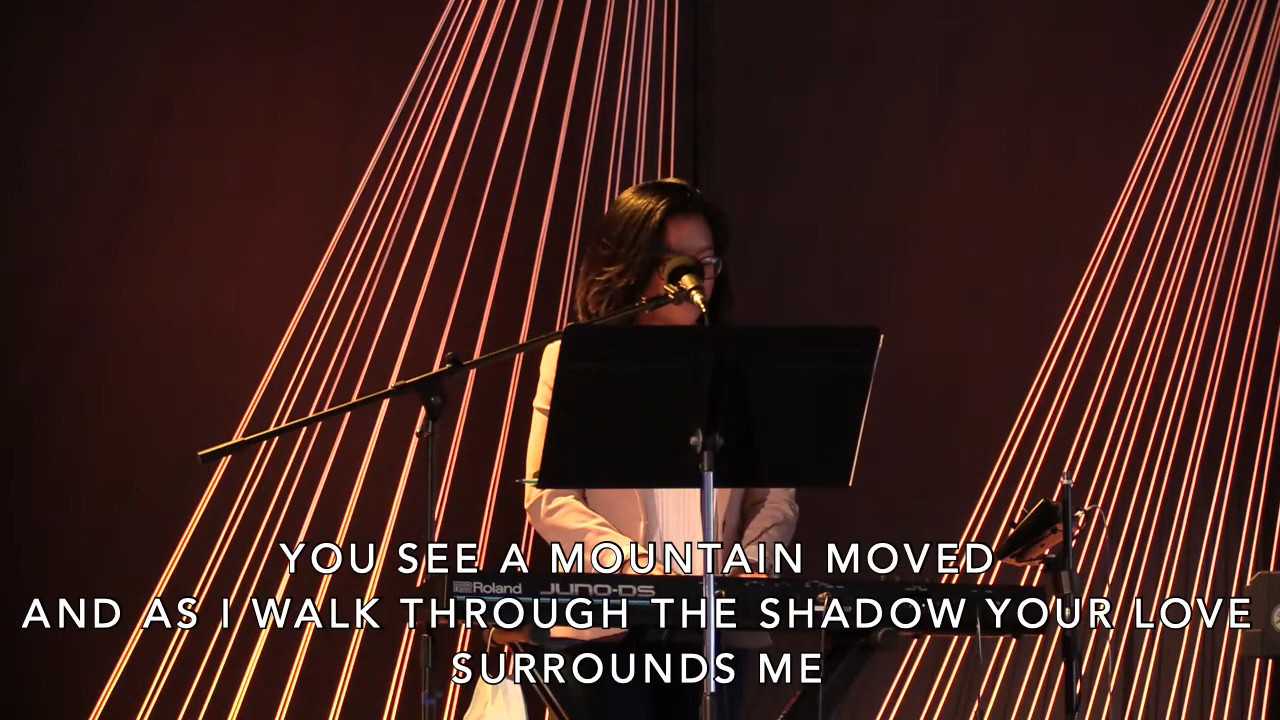 YOU SEE A MOUNTAIN MOVED
Roland JUNO-DS
AND AS I WALK THROUGH THE SHADOW YOUR LOVE
SURROUNDS ME